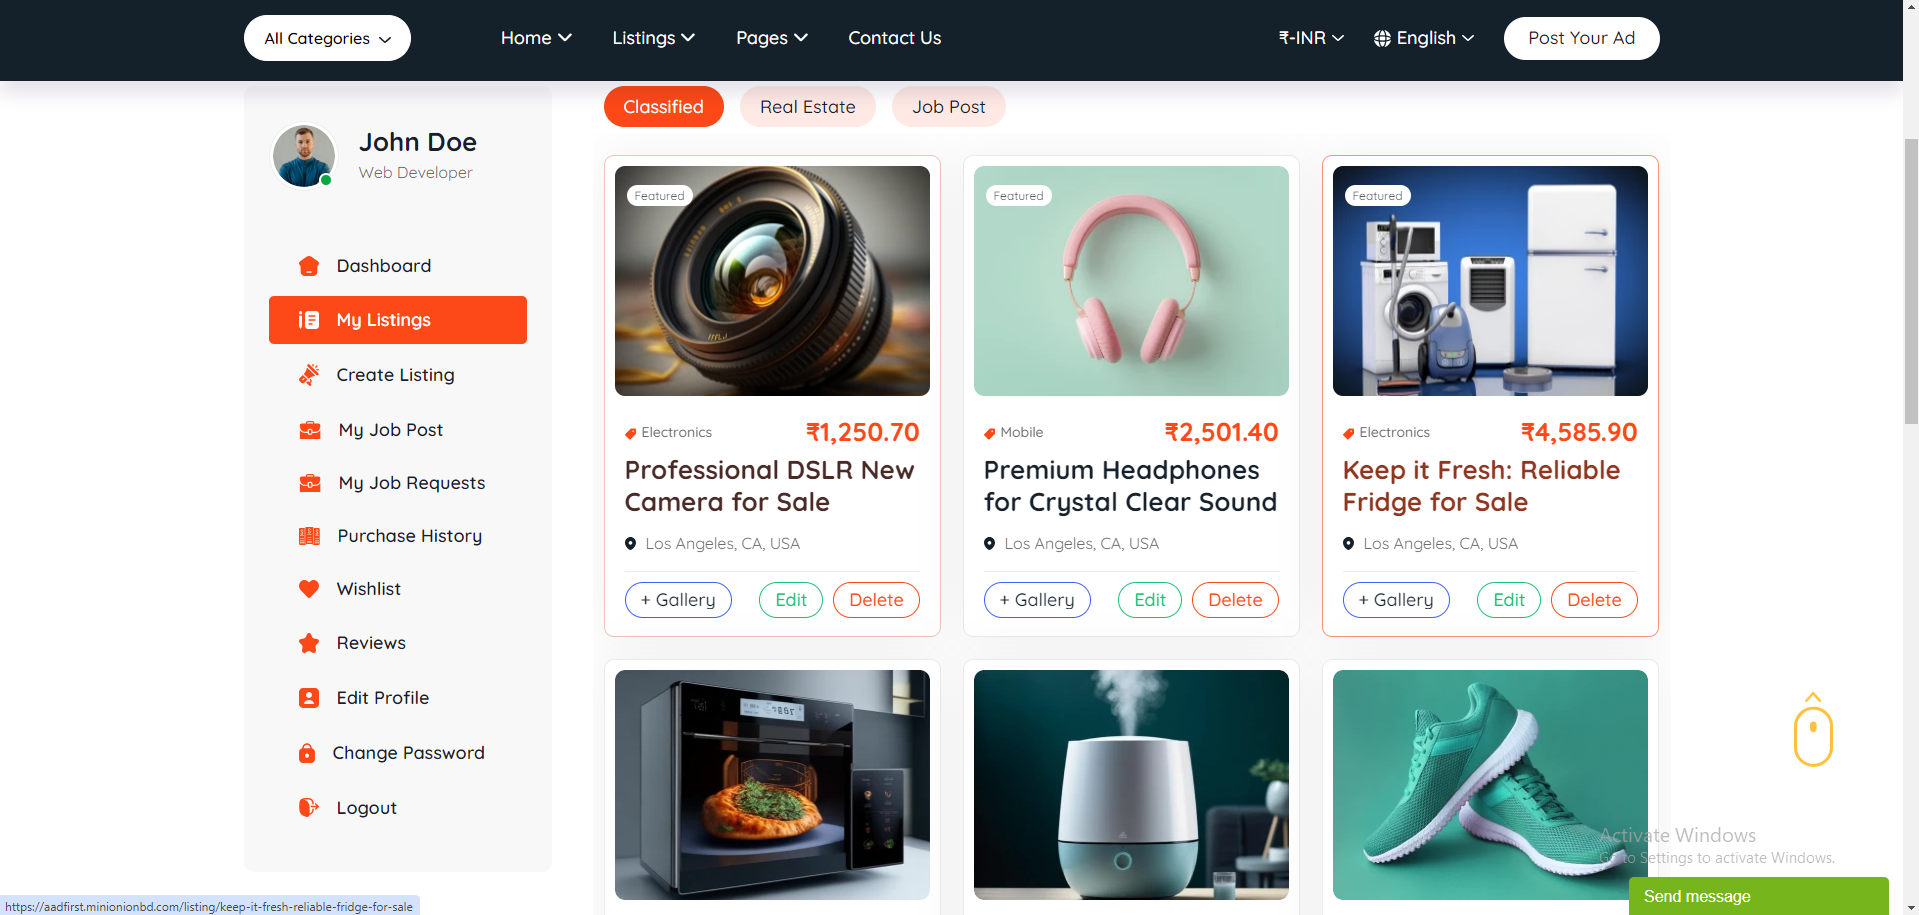 All Categories
Home
Listings
Pages
Contact Us
₹-INR
English
Post Your Ad
John Doe
Web Developer
Dashboard
My Listings
Create Listing
My Job Post
My Job Requests
Purchase History
Wishlist
Reviews
Edit Profile
Change Password
Logout
Classified
Real Estate
Job Post
Featured
Electronics
₹1,250.70
Professional DSLR New
Camera for Sale
Los Angeles, CA, USA
+ Gallery
Edit
Delete
Featured
Mobile
₹2,501.40
Premium Headphones
for Crystal Clear Sound
Los Angeles, CA, USA
+ Gallery
Edit
Delete
Featured
Electronics
₹4,585.90
Keep it Fresh: Reliable
Fridge for Sale
Los Angeles, CA, USA
+ Gallery
Edit
Delete
Activate Windows
Go to Settings to activate Windows.
Send message
https://aadfirst.minionionbd.com/listing/keep-it-fresh-reliable-fridge-for-sale